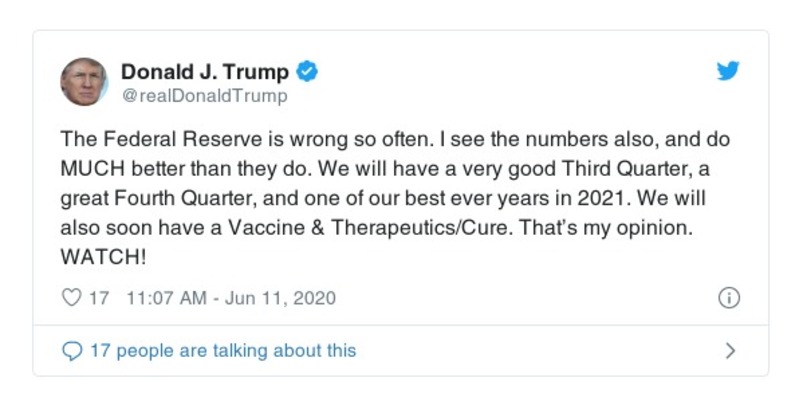 Donald J. Trump
@realDonaldTrump
The Federal Reserve is wrong so often. I see the numbers also, and do
MUCH better than they do. We will have a very good Third Quarter, a
great Fourth Quarter, and one of our best ever years in 2021. We will
also soon have a Vaccine & Therapeutics/Cure. That’s my opinion.
WATCH!
17 11:07 AM - Jun 11, 2020
17 people are talking about this